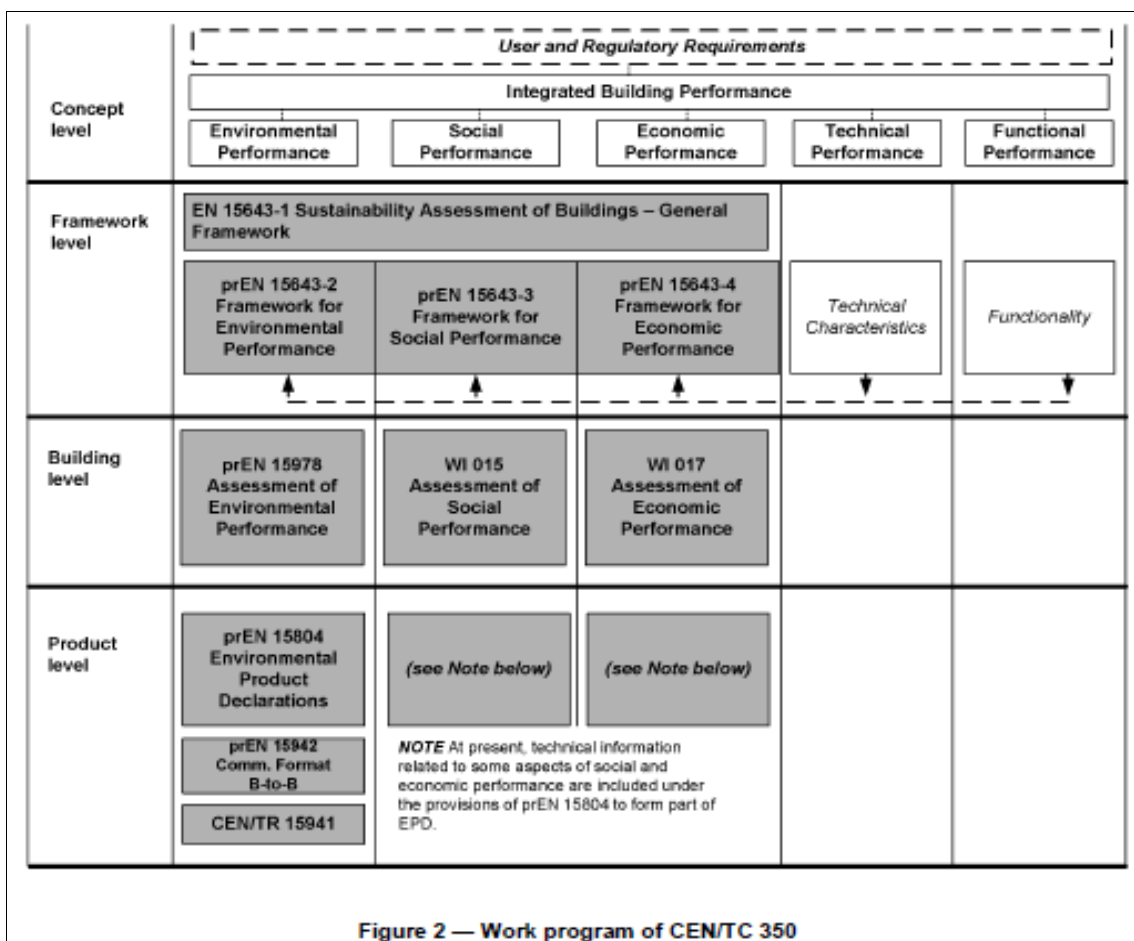 User and Regulatory Requirements
Integrated Building Performance
Concept
level
Environmental
Performance
Social
Performance
Economic
Performance
Technical
Performance
Functional
Performance
Framework
level
EN 15643-1 Sustainability Assessment of Buildings – General
Framework
prEN 15643-2
Framework for
Environmental
Performance
prEN 15643-3
Framework for
Social Performance
prEN 15643-4
Framework for
Economic
Performance
Technical
Characteristics
Functionality
Building
level
prEN 15978
Assessment of
Environmental
Performance
WI 015
Assessment of
Social
Performance
WI 017
Assessment of
Economic
Performance
Product
level
prEN 15804
Environmental
Product
Declarations
(see Note below)
(see Note below)
prEN 15942
Comm. Format
B-to-B
CEN/TR 15941
NOTE At present, technical information
related to some aspects of social and
economic performance are included under
the provisions of prEN 15804 to form part of
EPD.
Figure 2 — Work program of CEN/TC 350